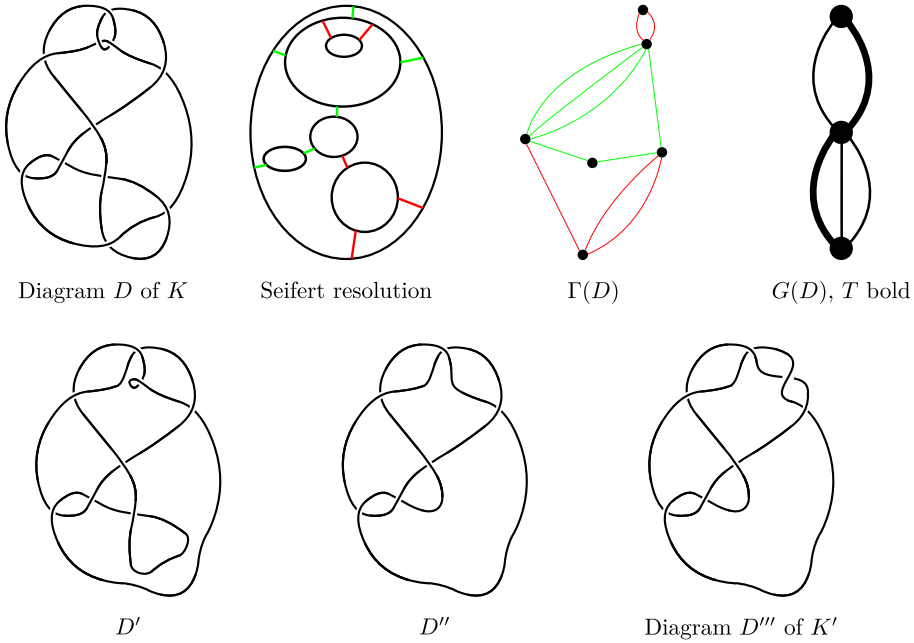 Diagram D of K
Seifert resolution
Γ(D)
G(D), T bold
D′
D″
Diagram D‴ of K′